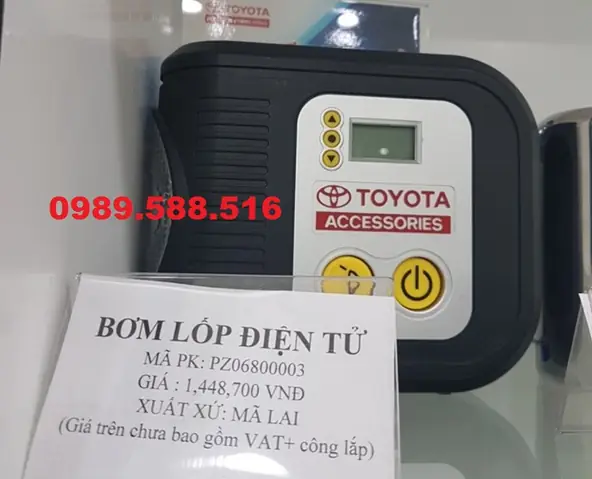 TOYOTA
TOYOTA
ACCESSORIES
0989.588.516
BƠM LỐP ĐIỆN TỬ
MÃ PK: PZ06800003
GIÁ : 1,448,700 VNĐ
XUẤT XỨ: MÃ LAI
(Giá trên chưa bao gồm VAT+ công lắp)